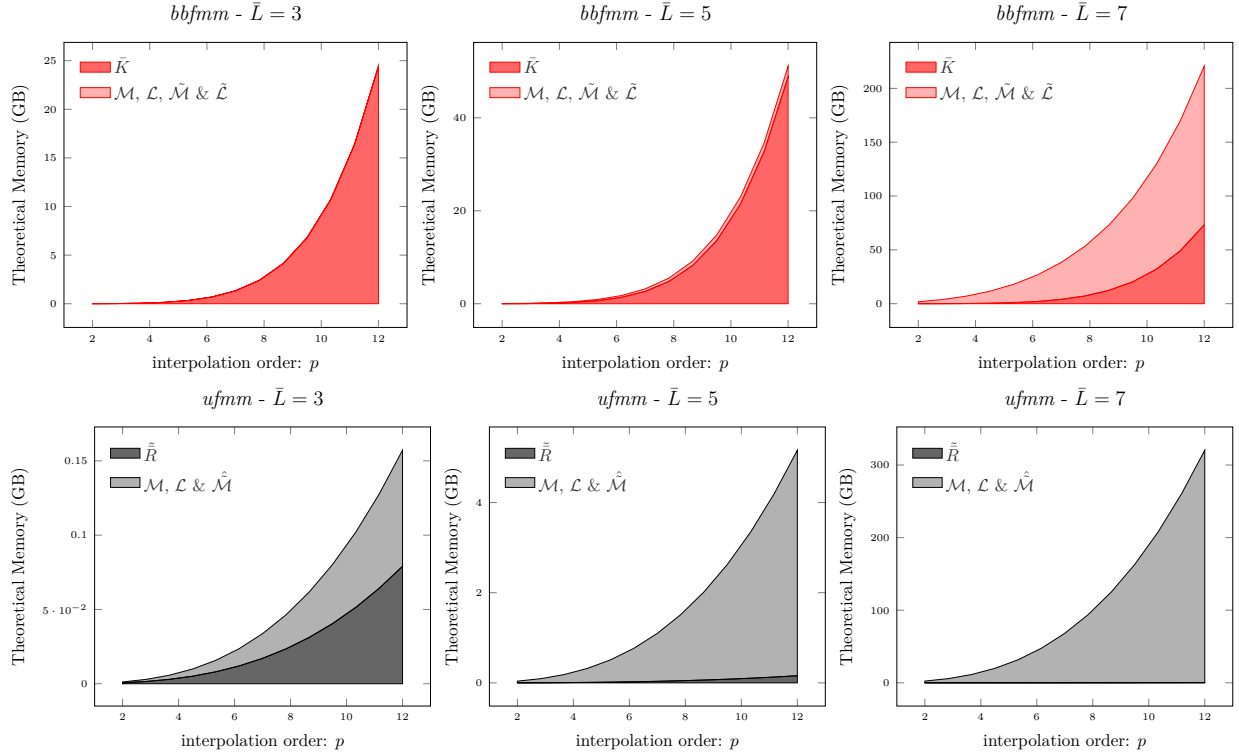 bbfmm - L̄ = 3
Theoretical Memory (GB)
25
20
15
10
5
0
K̄
ℳ, ℒ, ℳ̃ & ℒ̃
2 4 6 8 10 12
interpolation order: p
bbfmm - L̄ = 5
Theoretical Memory (GB)
40
20
0
K̄
ℳ, ℒ, ℳ̃ & ℒ̃
2 4 6 8 10 12
interpolation order: p
bbfmm - L̄ = 7
Theoretical Memory (GB)
200
150
100
50
0
K̄
ℳ, ℒ, ℳ̃ & ℒ̃
2 4 6 8 10 12
interpolation order: p
ufmm - L̄ = 3
Theoretical Memory (GB)
0.15
0.1
5 · 10⁻²
0
R̄̃̄
ℳ, ℒ & ℳ̃̂
2 4 6 8 10 12
interpolation order: p
ufmm - L̄ = 5
Theoretical Memory (GB)
4
2
0
R̄̃̄
ℳ, ℒ & ℳ̃̂
2 4 6 8 10 12
interpolation order: p
ufmm - L̄ = 7
Theoretical Memory (GB)
300
200
100
0
R̄̃̄
ℳ, ℒ & ℳ̃̂
2 4 6 8 10 12
interpolation order: p